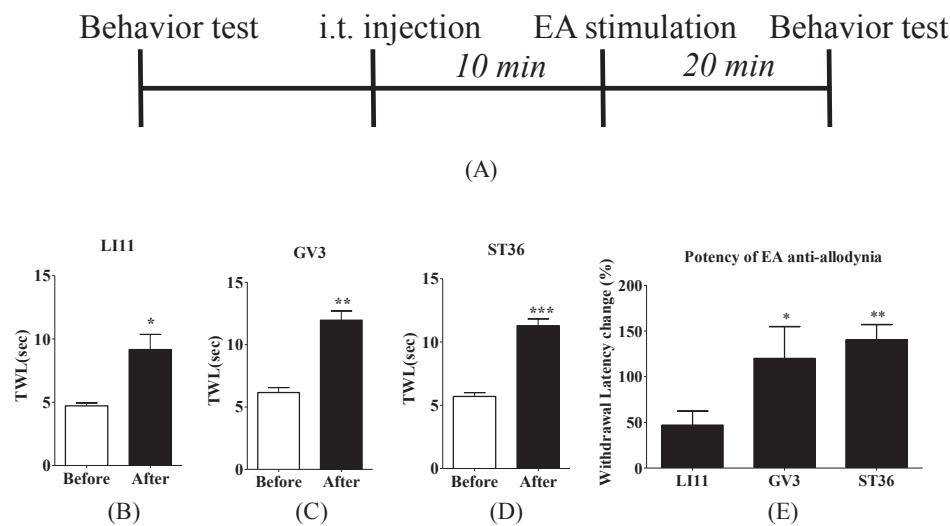 Behavior test i.t. injection EA stimulation Behavior test
10 min 20 min
(A)
LI11
TWL(sec)
15
10
5
0
*
Before After
(B)
GV3
TWL(sec)
15
10
5
0
**
Before After
(C)
ST36
TWL(sec)
15
10
5
0
***
Before After
(D)
Potency of EA anti-allodynia
Withdrawal Latency change (%)
200
150
100
50
0
* **
LI11 GV3 ST36
(E)